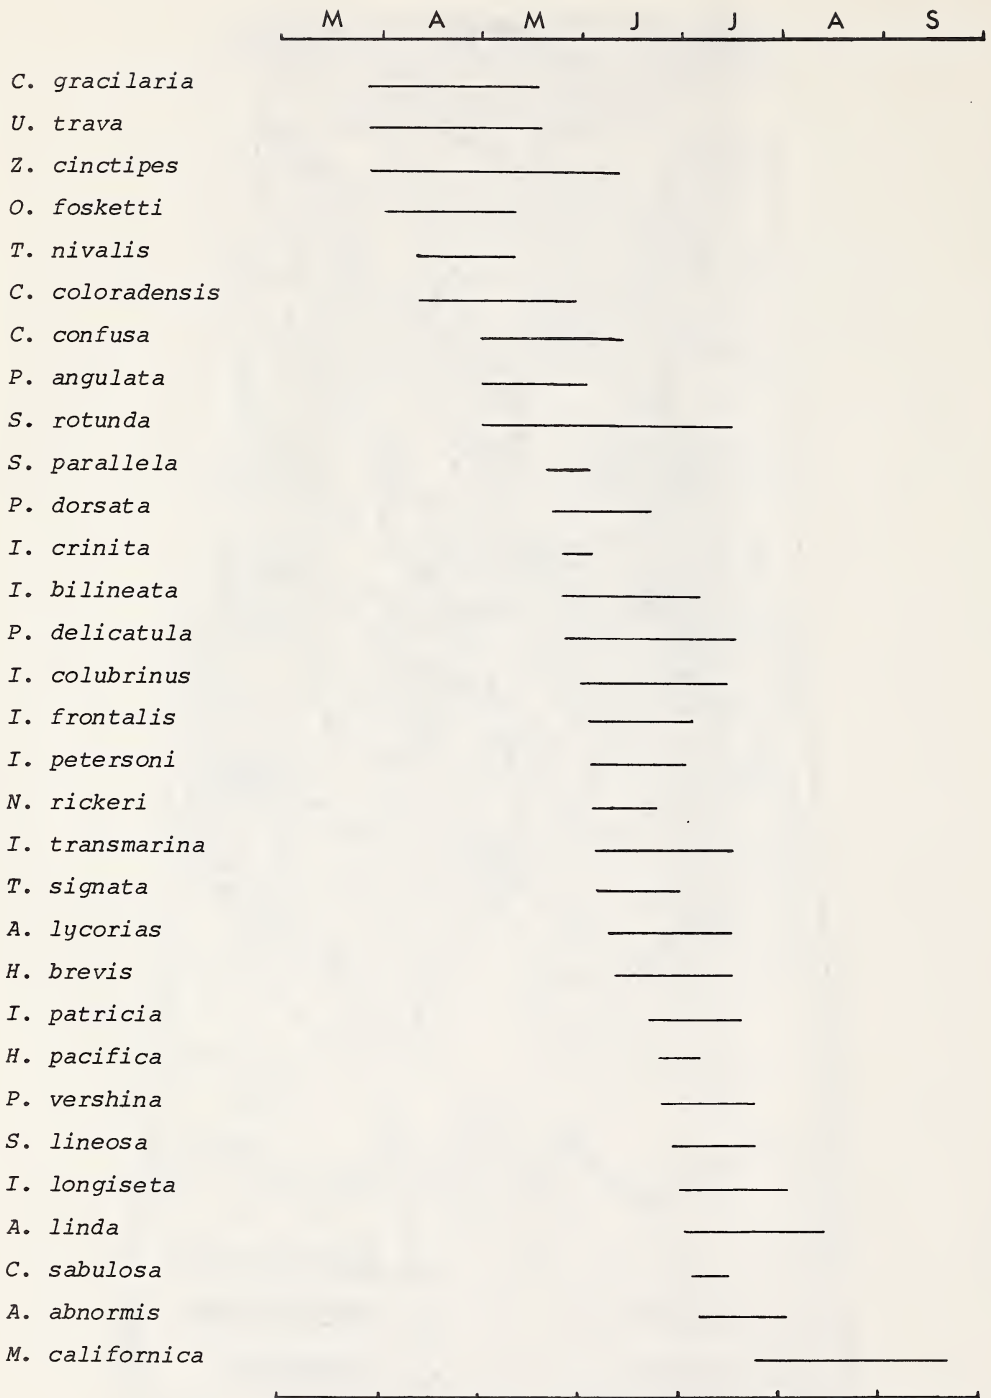 M A M J J A S
C. gracilaria
U. trava
Z. cinctipes
O. fosketti
T. nivalis
C. coloradensis
C. confusa
P. angulata
S. rotunda
S. parallela
P. dorsata
I. crinita
I. bilineata
P. delicatula
I. colubrinus
I. frontalis
I. petersoni
N. rickeri
I. transmarina
T. signata
A. lycorias
H. brevis
I. patricia
H. pacifica
P. vershina
S. lineosa
I. longiseta
A. linda
C. sabulosa
A. abnormis
M. californica